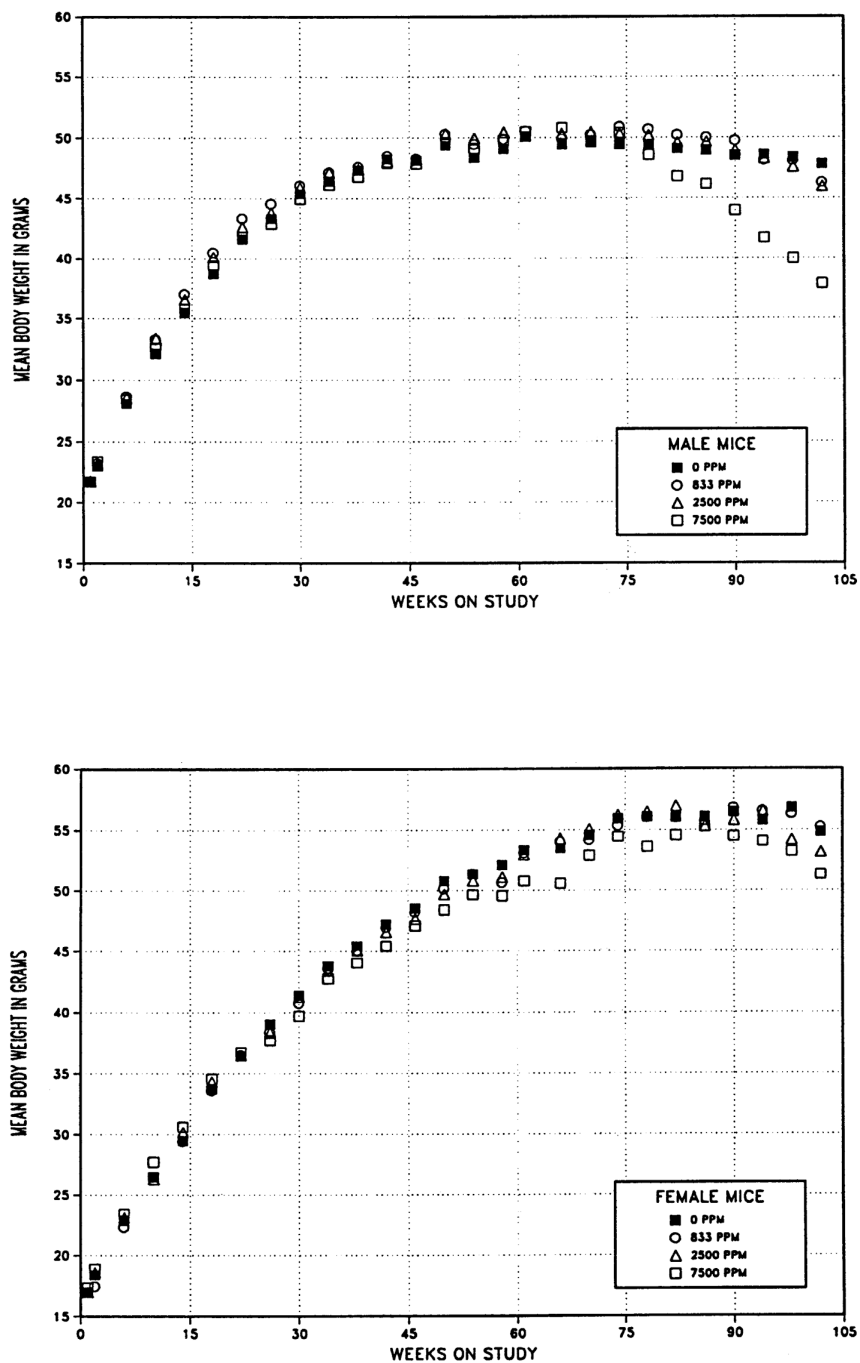 60
55
50
45
40
35
30
25
20
15
MEAN BODY WEIGHT IN GRAMS
MALE MICE
0 PPM
833 PPM
2500 PPM
7500 PPM
0 15 30 45 60 75 90 105
WEEKS ON STUDY
60
55
50
45
40
35
30
25
20
15
MEAN BODY WEIGHT IN GRAMS
FEMALE MICE
0 PPM
833 PPM
2500 PPM
7500 PPM
0 15 30 45 60 75 90 105
WEEKS ON STUDY